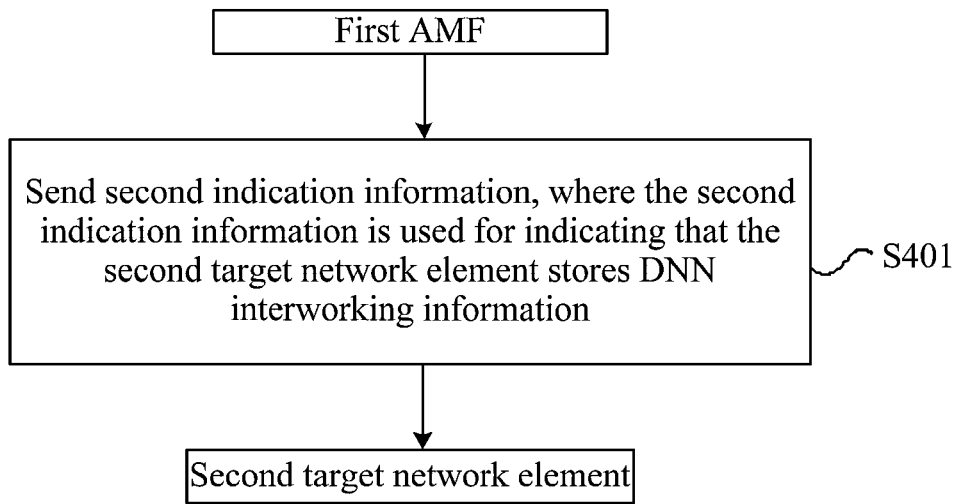 First AMF
Send second indication information, where the second
indication information is used for indicating that the
second target network element stores DNN
interworking information
S401
Second target network element